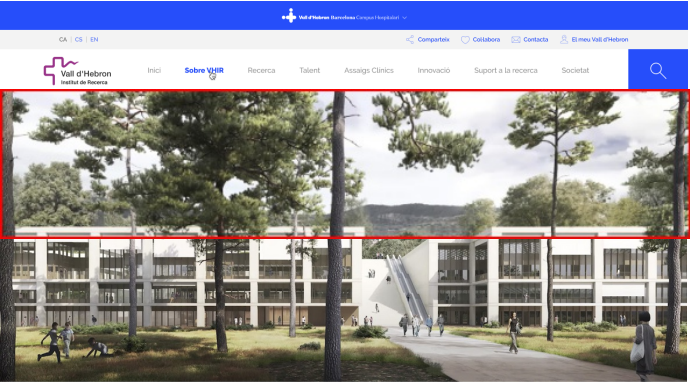 Vall d'Hebron Barcelona Campus Hospitalari
CA | CS | EN
Comparteix
Col·labora
Contacta
El meu Vall d'Hebron
Vall d'Hebron
Institut de Recerca
Inici
Sobre VHIR
Recerca
Talent
Assaigs Clínics
Innovació
Suport a la recerca
Societat